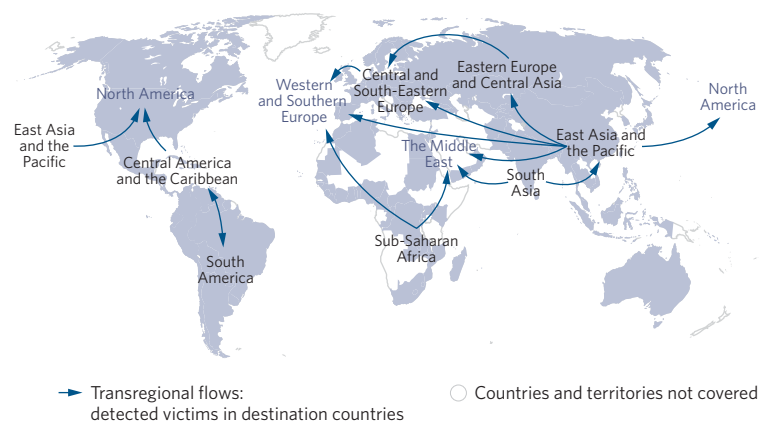 North America
East Asia
and the
Pacific
Central America
and the Caribbean
South
America
Western
and Southern
Europe
Central and
South-Eastern
Europe
Eastern Europe
and Central Asia
The Middle
East
East Asia and
the Pacific
South
Asia
Sub-Saharan
Africa
North
America
Transregional flows:
detected victims in destination countries
Countries and territories not covered